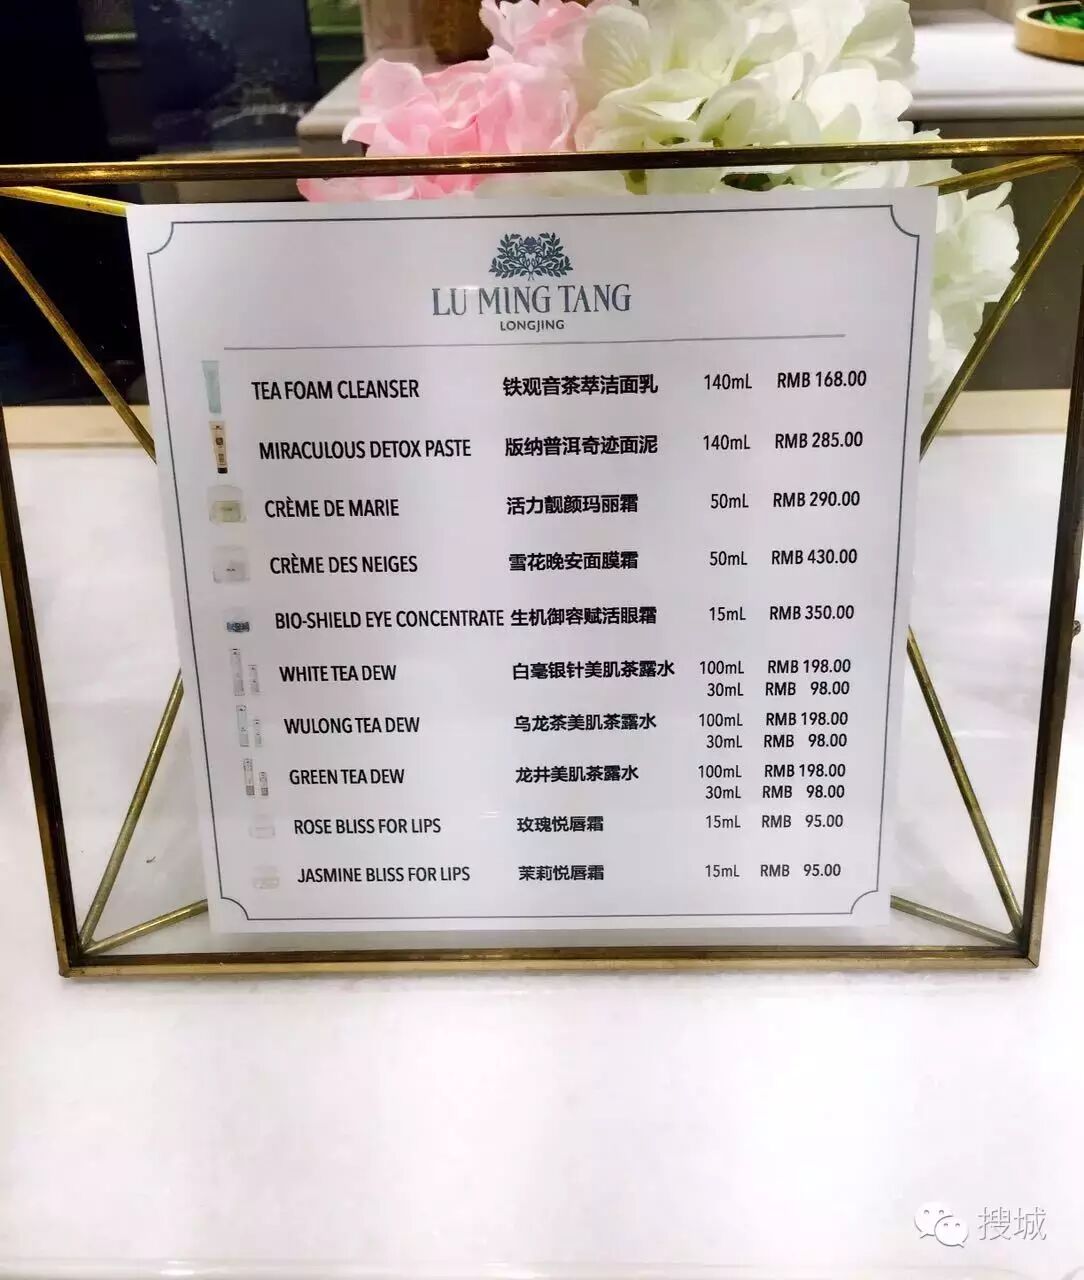 LU MING TANG
LONGJING
TEA FOAM CLEANSER 铁观音茶萃洁面乳 140mL RMB 168.00
MIRACULOUS DETOX PASTE 版纳普洱奇迹面泥 140mL RMB 285.00
CRÈME DE MARIE 活力靓颜玛丽霜 50mL RMB 290.00
CRÈME DES NEIGES 雪花晚安面膜霜 50mL RMB 430.00
BIO-SHIELD EYE CONCENTRATE 生机御容赋活眼霜 15mL RMB 350.00
WHITE TEA DEW 白毫银针美肌茶露水 100mL RMB 198.00
30mL RMB 98.00
WULONG TEA DEW 乌龙茶美肌茶露水 100mL RMB 198.00
30mL RMB 98.00
GREEN TEA DEW 龙井美肌茶露水 100mL RMB 198.00
30mL RMB 98.00
ROSE BLISS FOR LIPS 玫瑰悦唇霜 15mL RMB 95.00
JASMINE BLISS FOR LIPS 茉莉悦唇霜 15mL RMB 95.00
搜城